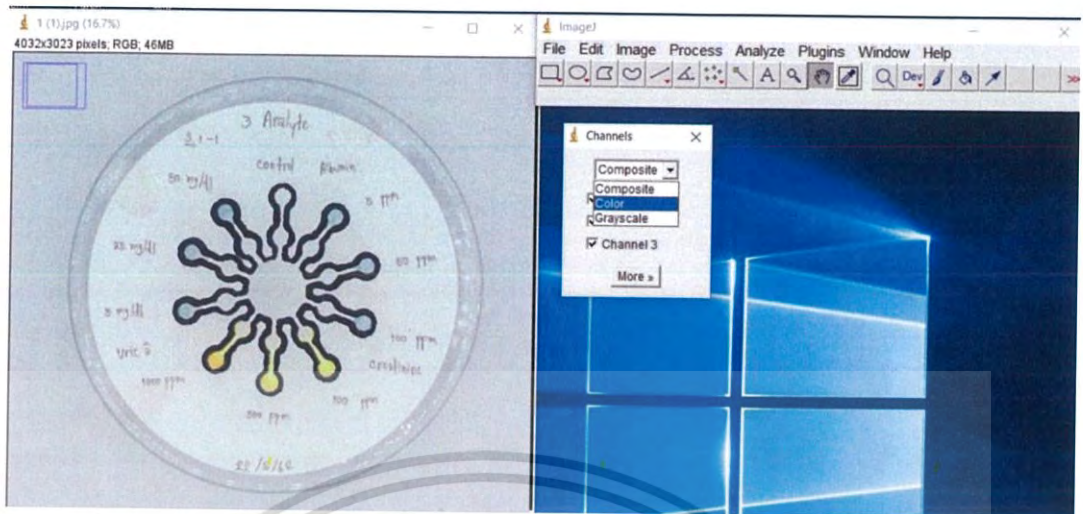 1 (1).jpg (16.7%)
4032x3023 pixels; RGB; 46MB
3 Analyte
control
50 mg/dl
5 ppm
25 mg/dl
50 ppm
5 mg/dl
100 ppm
Uric
creatinine
1000 ppm
100 ppm
500 ppm
ImageJ
File Edit Image Process Analyze Plugins Window Help
Dev
Channels
Composite
Composite
Color
Grayscale
Channel 3
More »